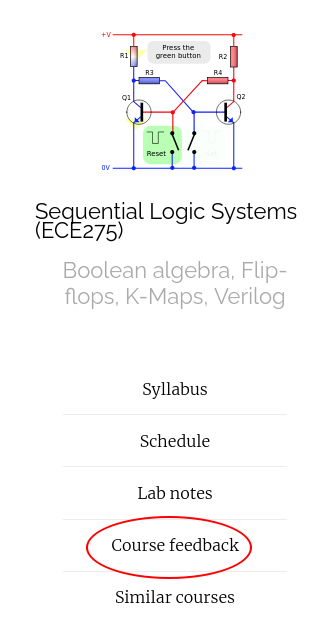 +V
Press the
green button
R1
R2
R3
R4
Q1
Q2
Reset
0V
Sequential Logic Systems
(ECE275)
Boolean algebra, Flip-
flops, K-Maps, Verilog
Syllabus
Schedule
Lab notes
Course feedback
Similar courses